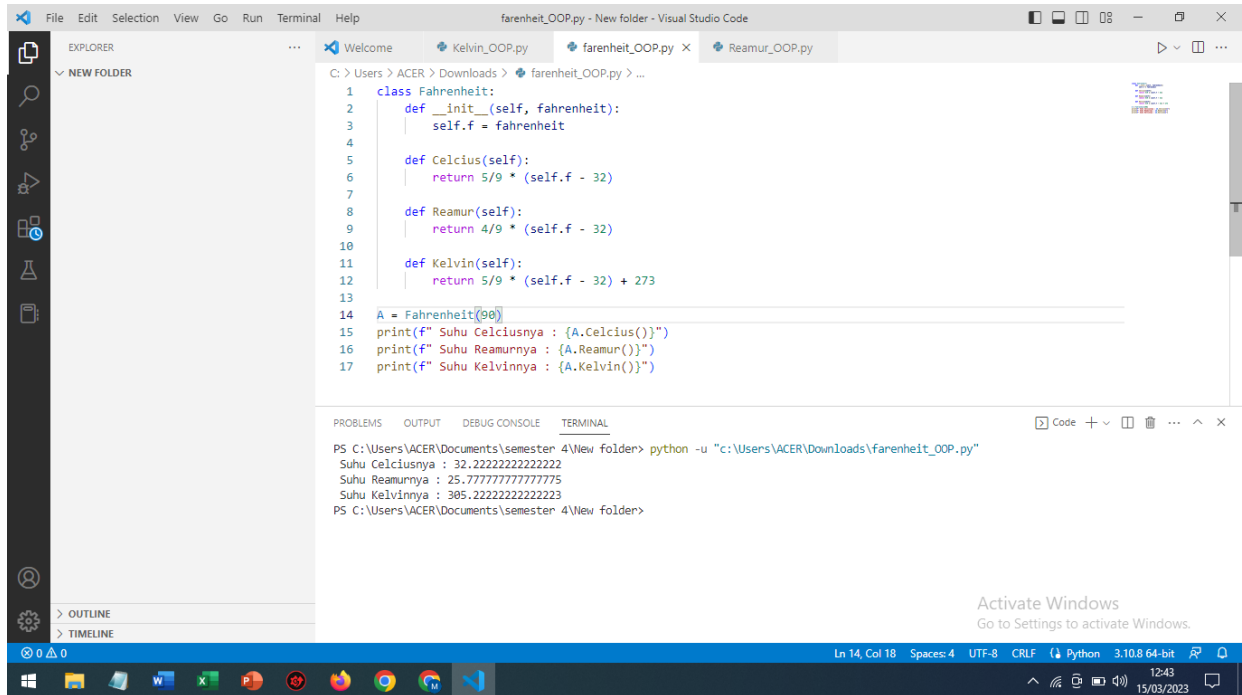 File Edit Selection View Go Run Terminal Help farenheit_OOP.py - New folder - Visual Studio Code
EXPLORER
NEW FOLDER
OUTLINE
TIMELINE
Welcome Kelvin_OOP.py farenheit_OOP.py Reamur_OOP.py
C: > Users > ACER > Downloads > farenheit_OOP.py > ...
1 class Fahrenheit:
2     def __init__(self, fahrenheit):
3         self.f = fahrenheit
4
5     def Celcius(self):
6         return 5/9 * (self.f - 32)
7
8     def Reamur(self):
9         return 4/9 * (self.f - 32)
10
11     def Kelvin(self):
12         return 5/9 * (self.f - 32) + 273
13
14 A = Fahrenheit(90)
15 print(f" Suhu Celciusnya : {A.Celcius()}")
16 print(f" Suhu Reamurnya : {A.Reamur()}")
17 print(f" Suhu Kelvinnya : {A.Kelvin()}")
PROBLEMS OUTPUT DEBUG CONSOLE TERMINAL Code
PS C:\Users\ACER\Documents\semester 4\New folder> python -u "c:\Users\ACER\Downloads\farenheit_OOP.py"
 Suhu Celciusnya : 32.22222222222222
 Suhu Reamurnya : 25.777777777777775
 Suhu Kelvinnya : 305.22222222222223
PS C:\Users\ACER\Documents\semester 4\New folder>
Activate Windows
Go to Settings to activate Windows.
0 0 Ln 14, Col 18 Spaces: 4 UTF-8 CRLF Python 3.10.8 64-bit
12:43
15/03/2023